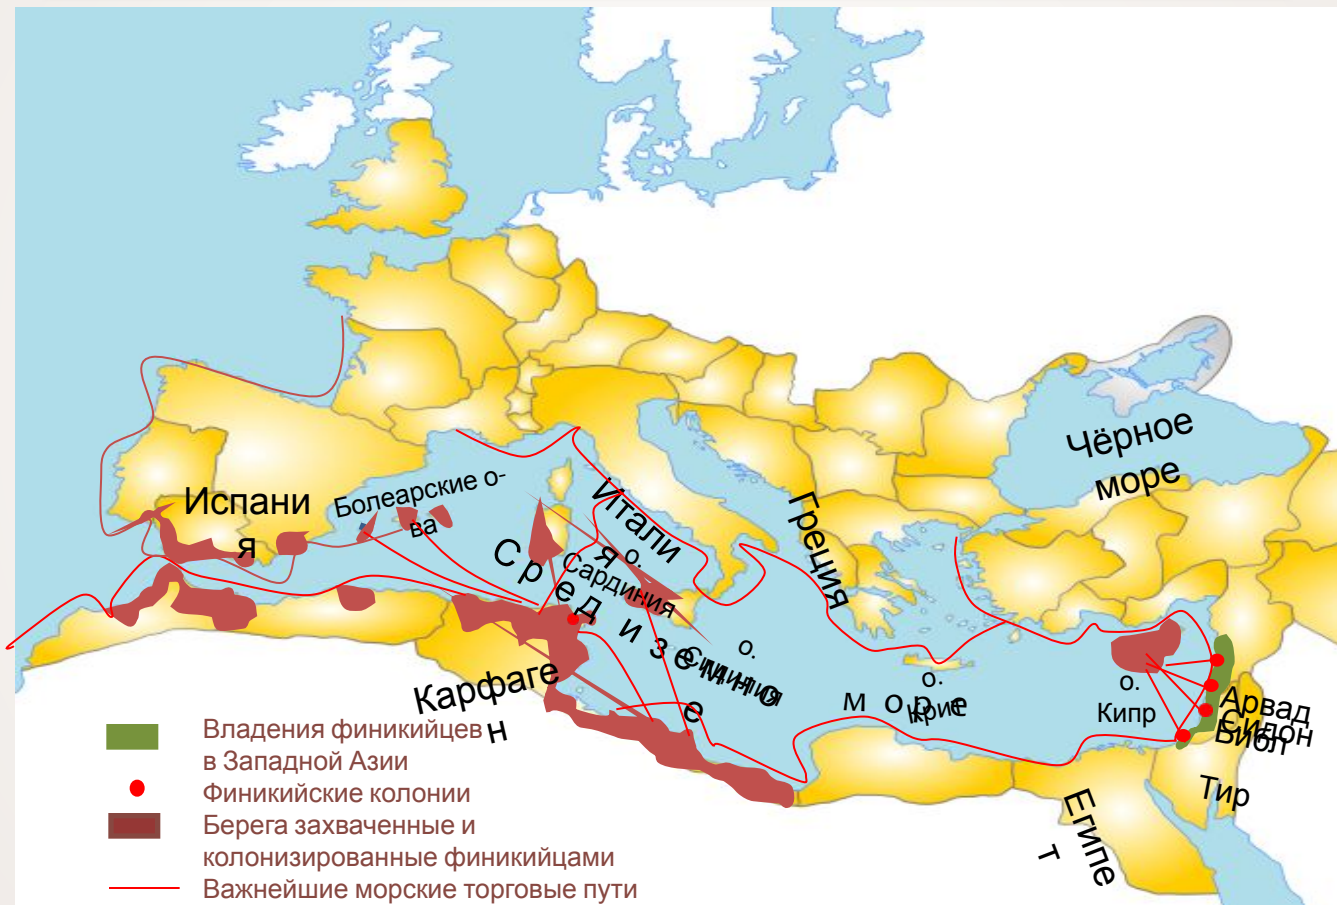 Чёрное
море
Испани
я
Болеарские о-
ва
Итали
я
Греция
о.
Сардиния
С р е д и з е м н о е
м о р е
о.
о.
о.
Кипр
Арвад
Сидон
Библ
Тир
Египе
т
Карфаге
н
Владения финикийцев
в Западной Азии
Финикийские колонии
Берега захваченные и
колонизированные финикийцами
Важнейшие морские торговые пути